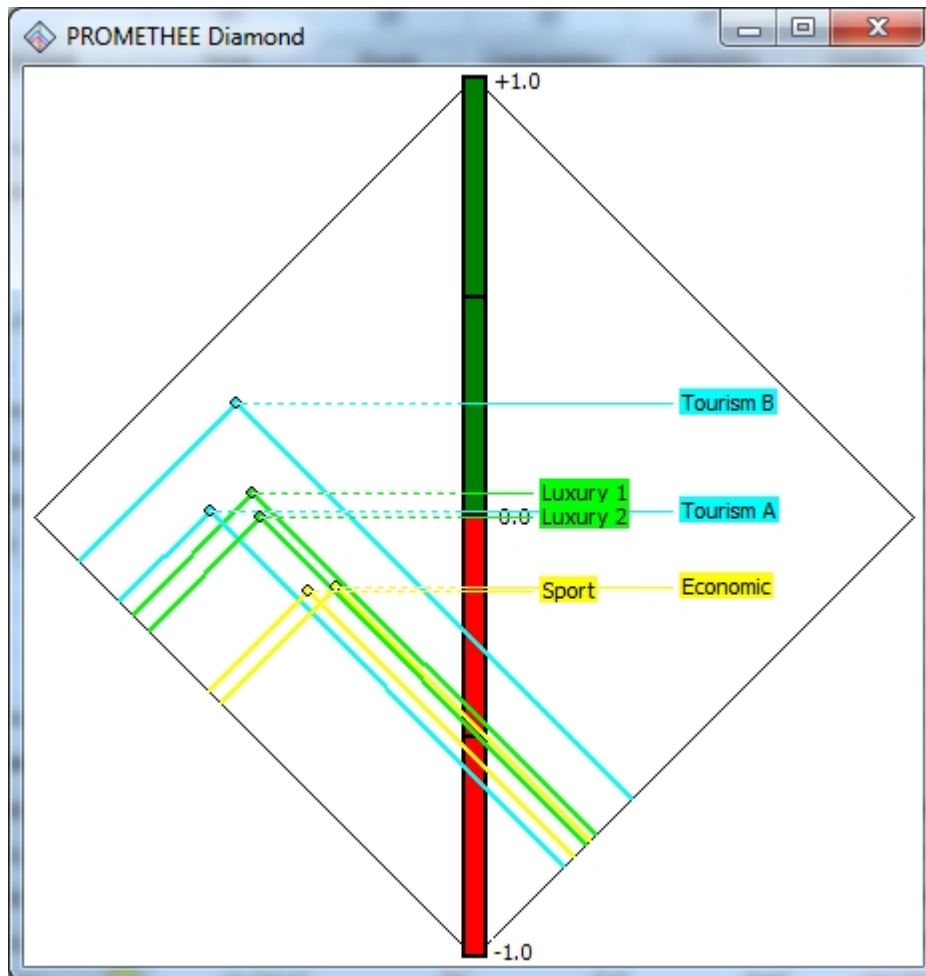 PROMETHEE Diamond
+1.0
Tourism B
Luxury 1
Tourism A
0.0 Luxury 2
Economic
Sport
-1.0